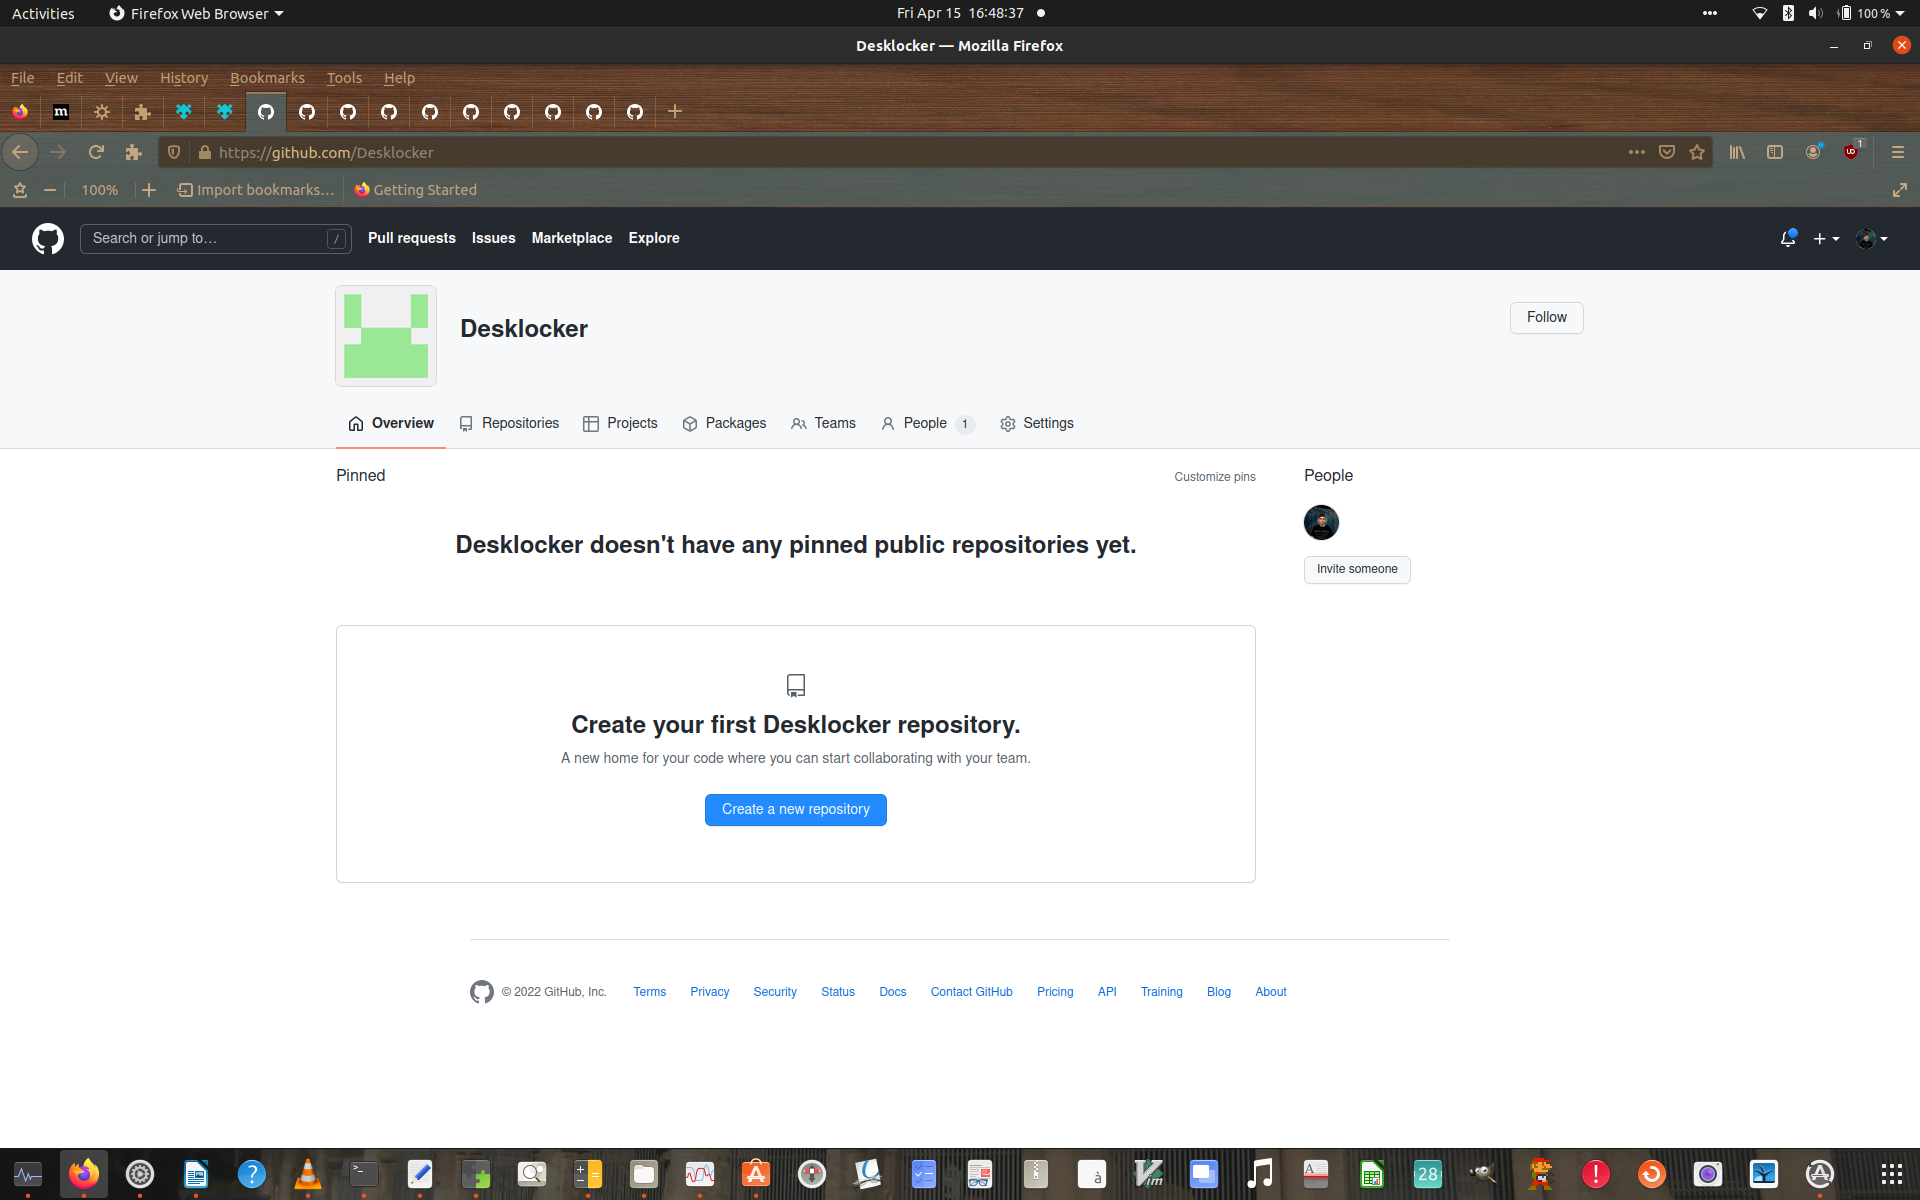 Activities Firefox Web Browser Fri Apr 15 16:48:37 100 %
Desklocker — Mozilla Firefox
File Edit View History Bookmarks Tools Help
m
https://github.com/Desklocker 1
100% Import bookmarks... Getting Started
Search or jump to... / Pull requests Issues Marketplace Explore
Desklocker
Follow
Overview Repositories Projects Packages Teams People 1 Settings
Pinned Customize pins People
Desklocker doesn't have any pinned public repositories yet.
Invite someone
Create your first Desklocker repository.
A new home for your code where you can start collaborating with your team.
Create a new repository
© 2022 GitHub, Inc. Terms Privacy Security Status Docs Contact GitHub Pricing API Training Blog About
? >_ à Vim A 28 !